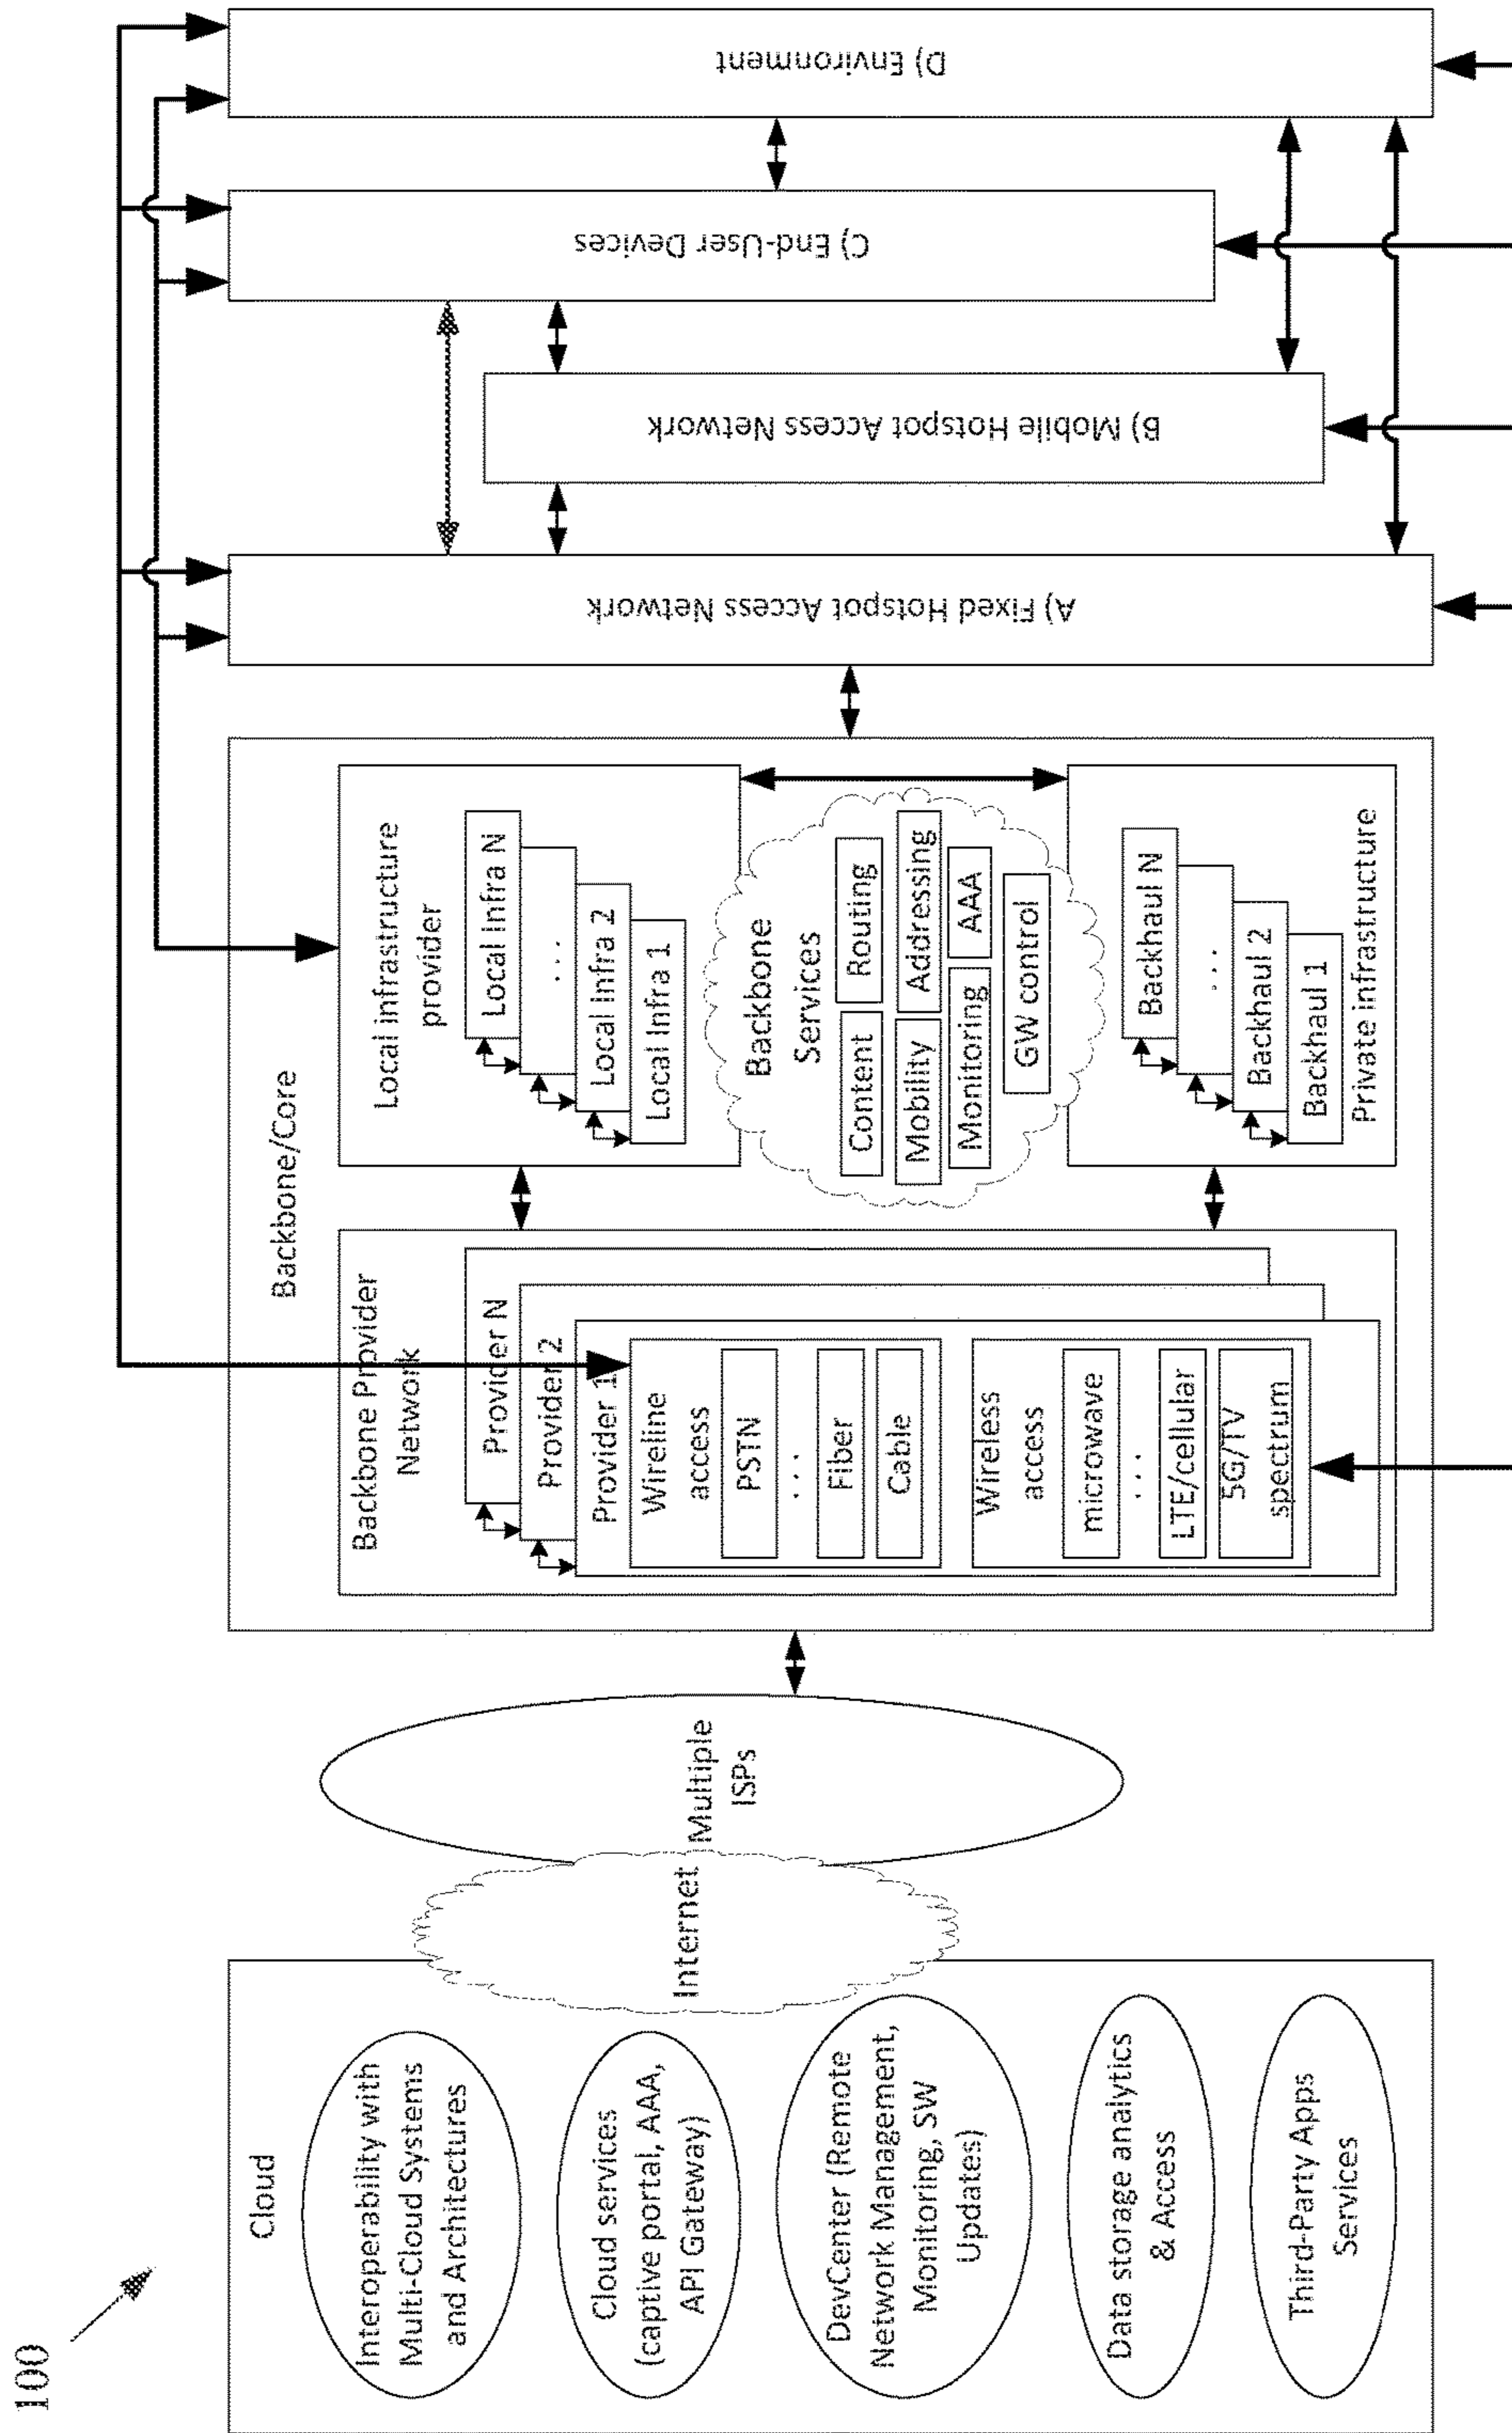 100
Cloud
Interoperability with
Multi-Cloud Systems
and Architectures
Cloud services
(captive portal, AAA,
API Gateway)
DevCenter (Remote
Network Management,
Monitoring, SW
Updates)
Data storage analytics
& Access
Third-Party Apps
Services
Internet
Multiple
ISPs
Backbone/Core
Backbone Provider
Network
Provider N
Provider 2
Provider 1
Wireline
access
PSTN
...
Fiber
Cable
Wireless
access
microwave
...
LTE/cellular
5G/TV
spectrum
Local infrastructure
provider
Local Infra N
...
Local Infra 2
Local Infra 1
Backbone
Services
Content
Routing
Mobility
Addressing
Monitoring
AAA
GW control
Backhaul N
...
Backhaul 2
Backhaul 1
Private infrastructure
A) Fixed Hotspot Access Network
B) Mobile Hotspot Access Network
C) End-User Devices
D) Environment